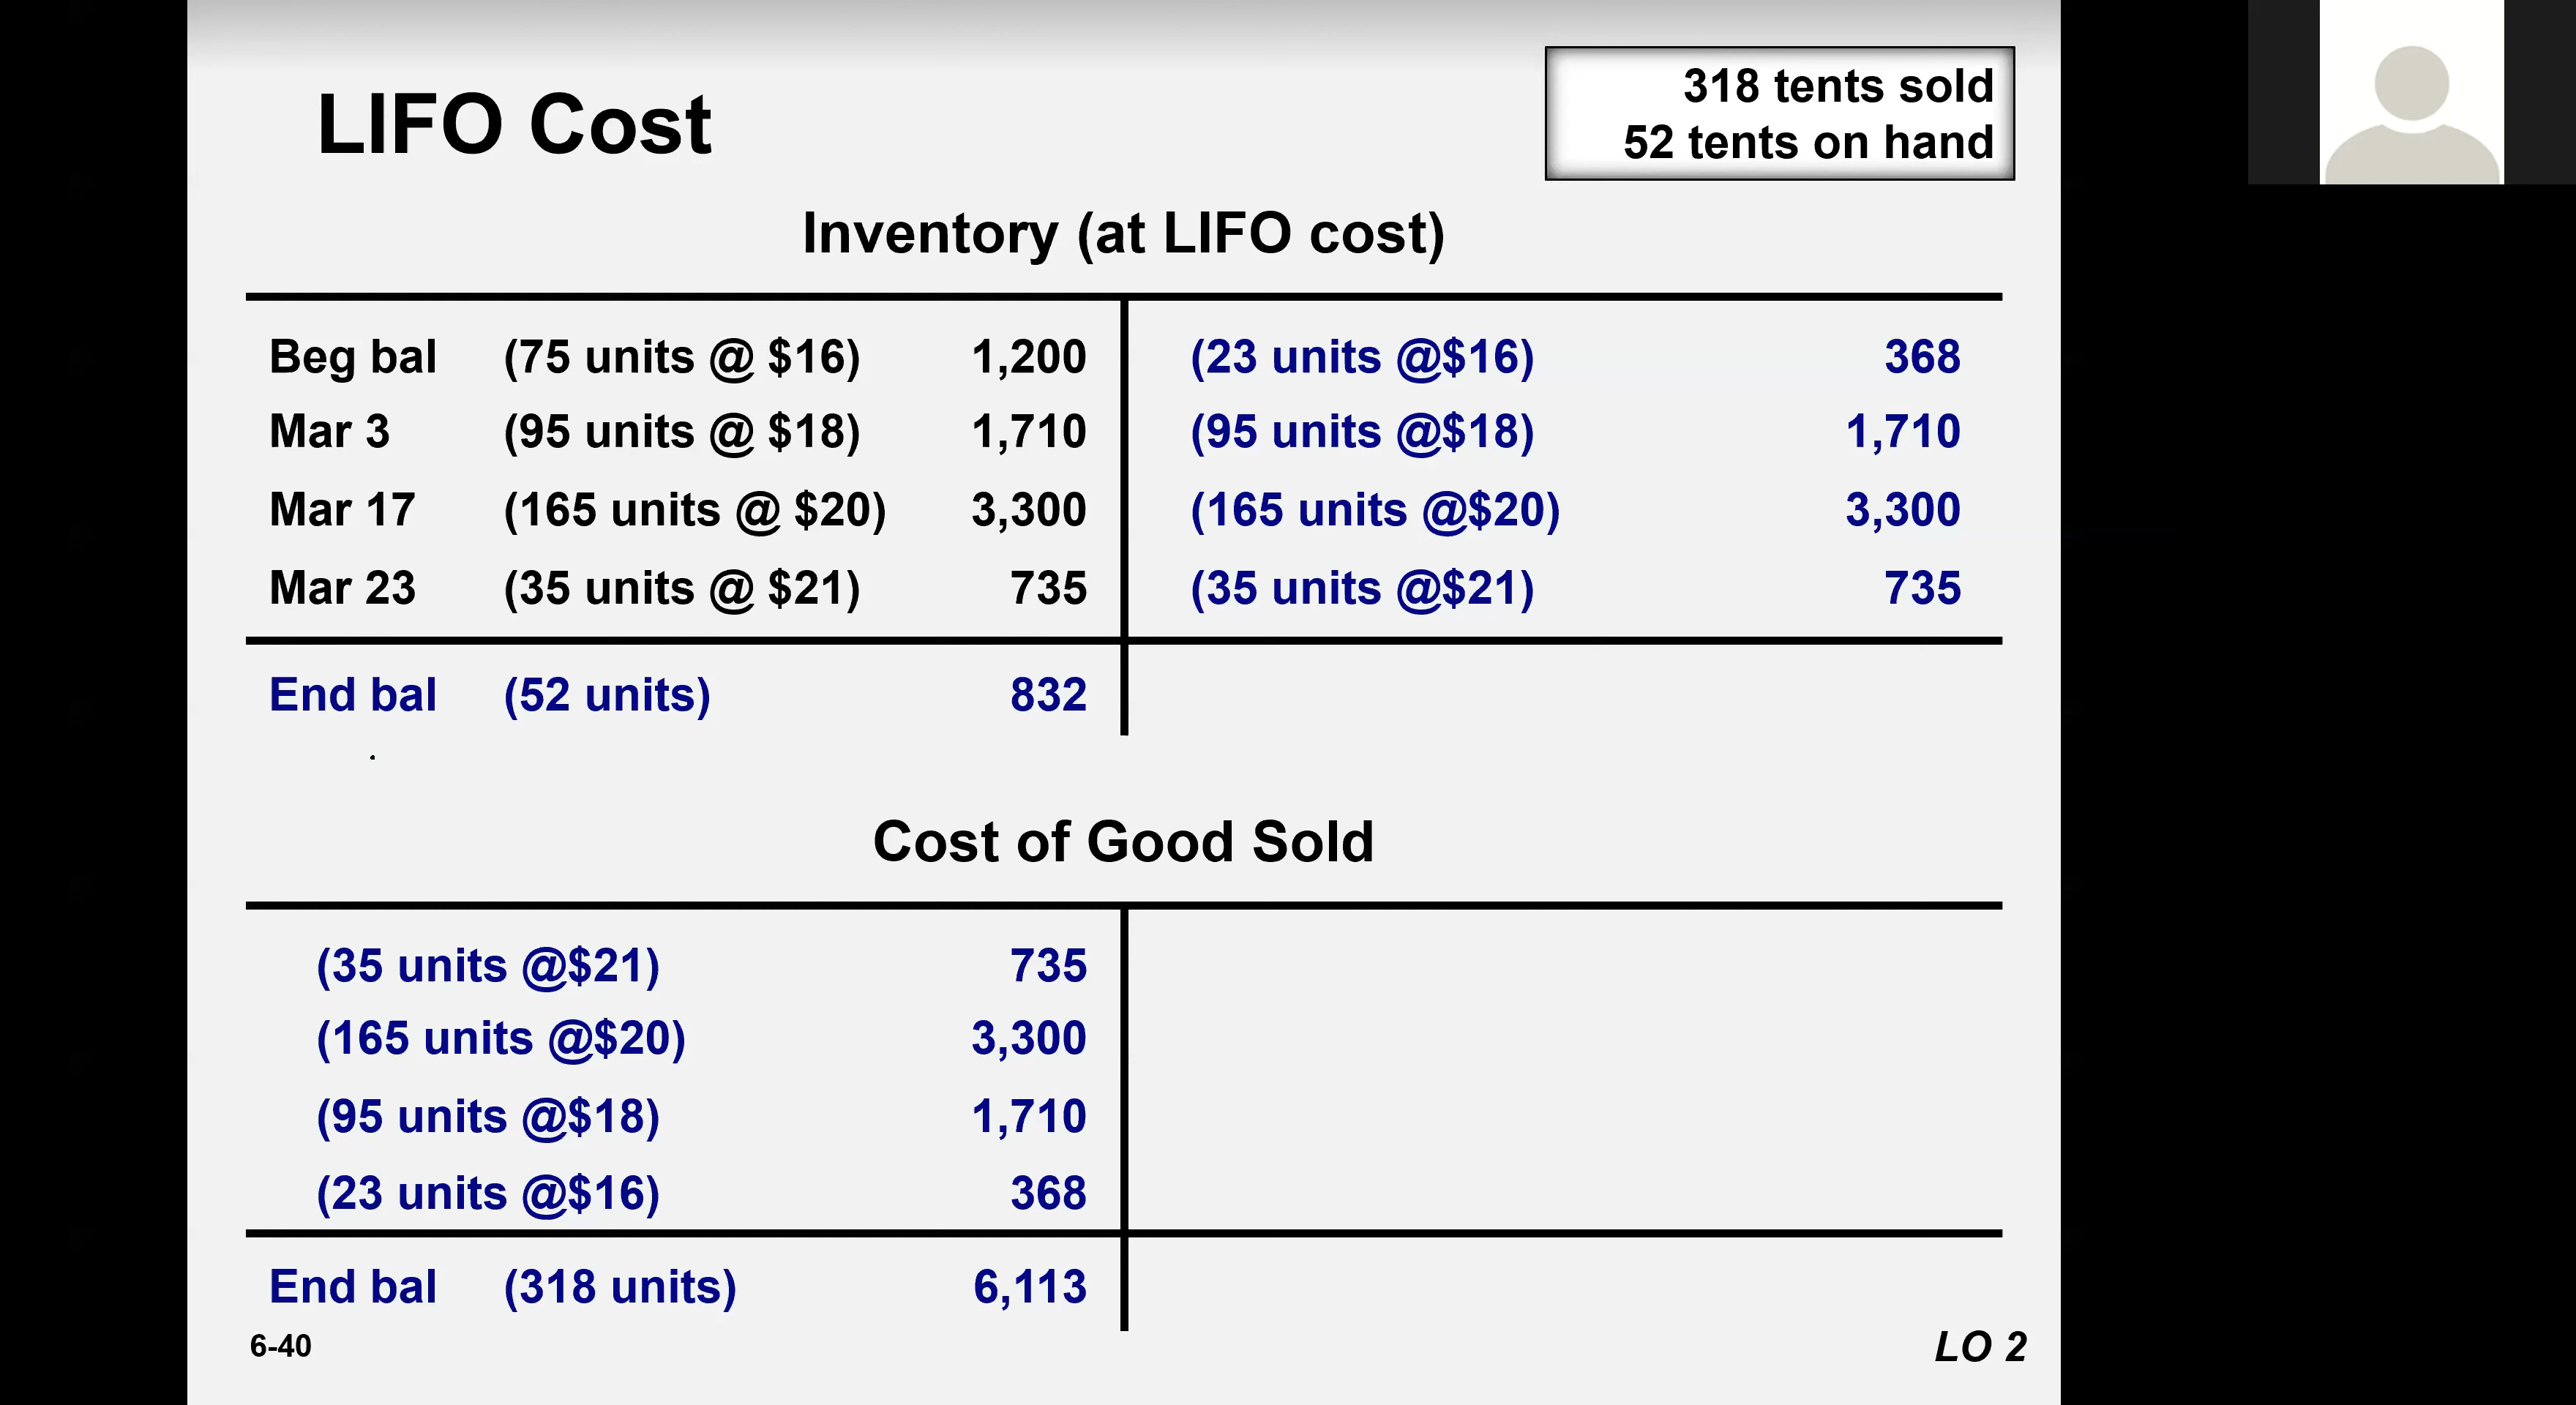 LIFO Cost
318 tents sold
52 tents on hand
Inventory (at LIFO cost)
Beg bal (75 units @ $16) 1,200 (23 units @$16) 368
Mar 3 (95 units @ $18) 1,710 (95 units @$18) 1,710
Mar 17 (165 units @ $20) 3,300 (165 units @$20) 3,300
Mar 23 (35 units @ $21) 735 (35 units @$21) 735
End bal (52 units) 832
Cost of Good Sold
(35 units @$21) 735
(165 units @$20) 3,300
(95 units @$18) 1,710
(23 units @$16) 368
End bal (318 units) 6,113
6-40
LO 2